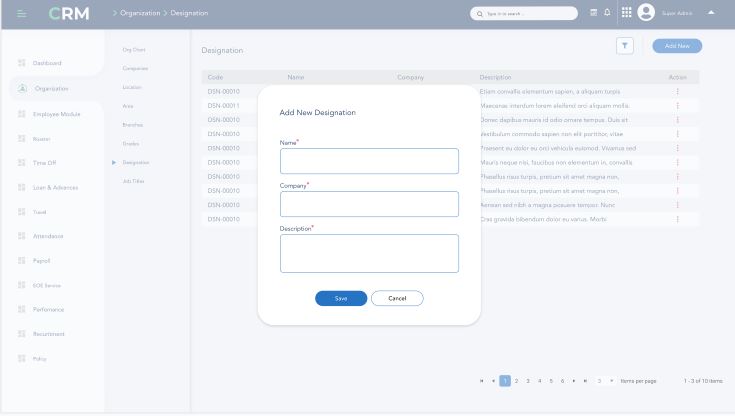 CRM
> Organization > Designation
Type in to search ...
Super Admin
Dashboard
Organization
Employee Module
Roster
Time Off
Loan & Advances
Travel
Attendance
Payroll
EOE Service
Performance
Recruitment
Policy
Org Chart
Companies
Location
Area
Branches
Grades
Designation
Job Titles
Designation
Add New
Code Name Company Description Action
DSN-00010 Etiam convallis elementum sapien, a aliquam turpis
DSN-00011 Maecenas interdum lorem eleifend orci aliquam mollis.
DSN-00010 Donec dapibus mauris id odio ornare tempus. Duis sit
DSN-00010 Vestibulum commodo sapien non elit porttitor, vitae
DSN-00010 Praesent eu dolor eu orci vehicula euismod. Vivamus sed
DSN-00010 Mauris neque nisi, faucibus non elementum in, convallis
DSN-00010 Phasellus risus turpis, pretium sit amet magna non,
DSN-00010 Phasellus risus turpis, pretium sit amet magna non,
DSN-00010 Aenean sed nibh a magna posuere tempor. Nunc
DSN-00010 Cras gravida bibendum dolor eu varius. Morbi
Add New Designation
Name*
Company*
Description*
Save Cancel
1 2 3 4 5 6 3 Items per page 1 - 3 of 10 items